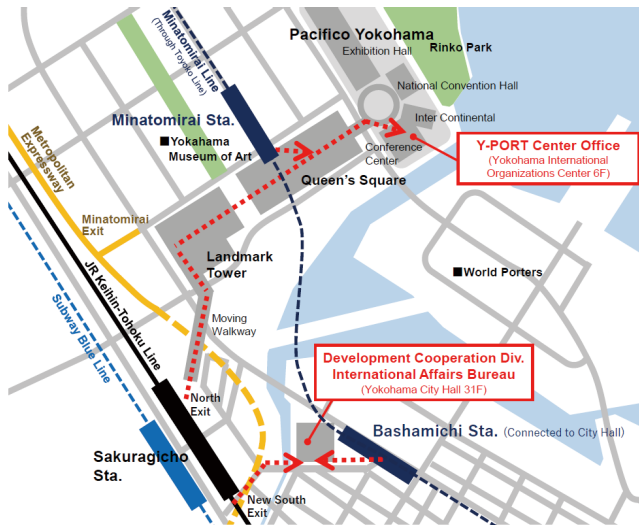 Minatomirai Line
(Through Toyoko Line)
Pacifico Yokohama
Exhibition Hall
Rinko Park
National Convention Hall
Inter Continental
Minatomirai Sta.
■Yokahama
Museum of Art
Conference
Center
Y-PORT Center Office
(Yokohama International
Organizations Center 6F)
Queen's Square
Metropolitan
Expressway
Minatomirai
Exit
Landmark
Tower
■World Porters
JR Keihin-Tohoku Line
Subway Blue Line
Moving
Walkway
Development Cooperation Div.
International Affairs Bureau
(Yokohama City Hall 31F)
North
Exit
Bashamichi Sta. (Connected to City Hall)
Sakuragicho
Sta.
New South
Exit